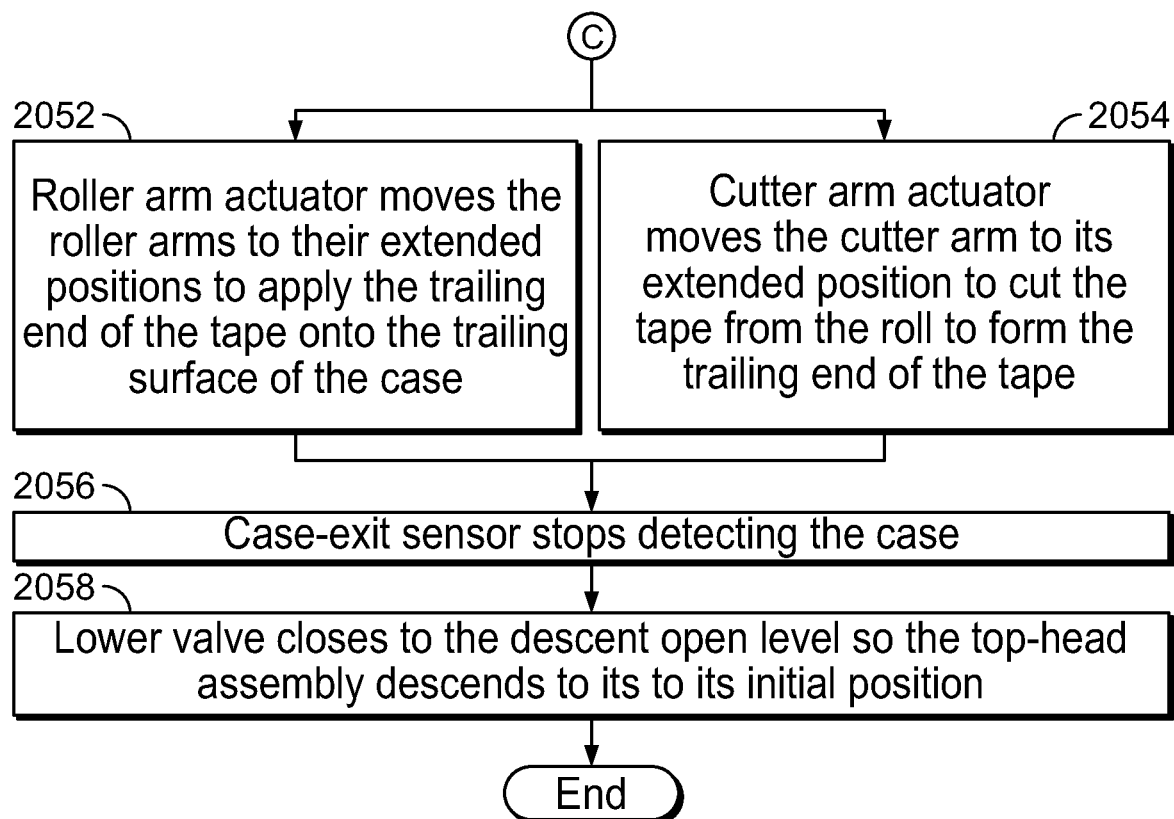 C
2052
Roller arm actuator moves the
roller arms to their extended
positions to apply the trailing
end of the tape onto the trailing
surface of the case
2054
Cutter arm actuator
moves the cutter arm to its
extended position to cut the
tape from the roll to form the
trailing end of the tape
2056
Case-exit sensor stops detecting the case
2058
Lower valve closes to the descent open level so the top-head
assembly descends to its to its initial position
End